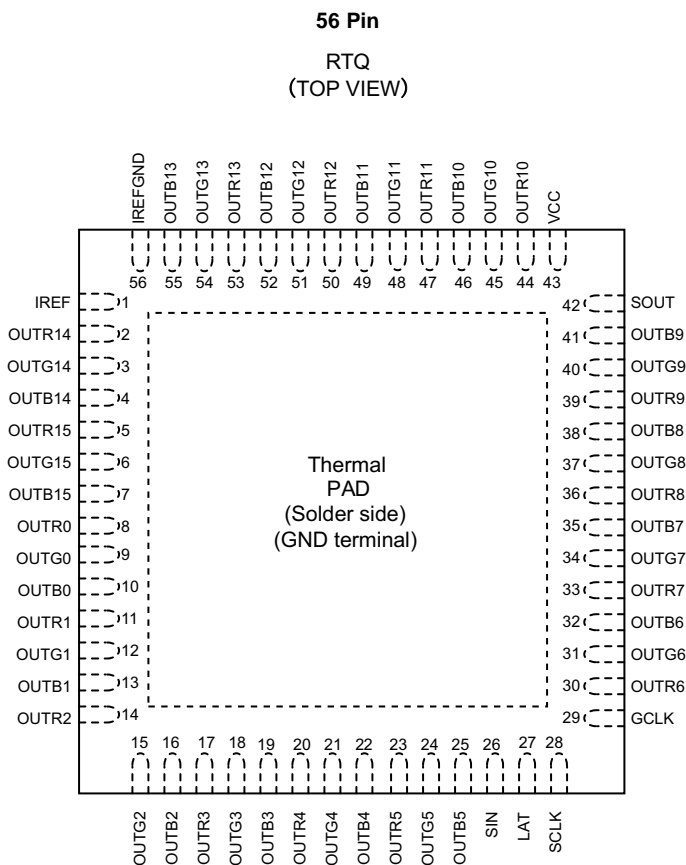 56 Pin
RTQ
(TOP VIEW)
IREFGND
OUTB13
OUTG13
OUTR13
OUTB12
OUTG12
OUTR12
OUTB11
OUTG11
OUTR11
OUTB10
OUTG10
OUTR10
VCC
56
55
54
53
52
51
50
49
48
47
46
45
44
43
IREF 1
OUTR14 2
OUTG14 3
OUTB14 4
OUTR15 5
OUTG15 6
OUTB15 7
OUTR0 8
OUTG0 9
OUTB0 10
OUTR1 11
OUTG1 12
OUTB1 13
OUTR2 14
Thermal
PAD
(Solder side)
(GND terminal)
42 SOUT
41 OUTB9
40 OUTG9
39 OUTR9
38 OUTB8
37 OUTG8
36 OUTR8
35 OUTB7
34 OUTG7
33 OUTR7
32 OUTB6
31 OUTG6
30 OUTR6
29 GCLK
15
16
17
18
19
20
21
22
23
24
25
26
27
28
OUTG2
OUTB2
OUTR3
OUTG3
OUTB3
OUTR4
OUTG4
OUTB4
OUTR5
OUTG5
OUTB5
SIN
LAT
SCLK